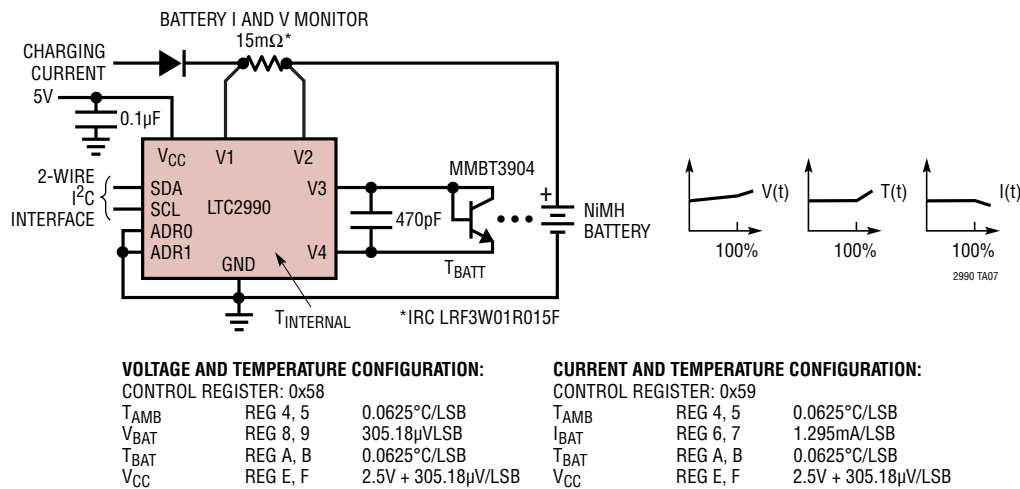 BATTERY I AND V MONITOR
15mΩ*
CHARGING
CURRENT
5V
0.1µF
VCC
V1
V2
2-WIRE
I²C
INTERFACE
SDA
SCL
ADR0
ADR1
LTC2990
GND
V3
V4
470pF
MMBT3904
TBATT
+
NiMH
BATTERY
TINTERNAL
*IRC LRF3W01R015F
V(t)
100%
T(t)
100%
I(t)
100%
2990 TA07
VOLTAGE AND TEMPERATURE CONFIGURATION:
CONTROL REGISTER: 0x58
TAMB REG 4, 5 0.0625°C/LSB
VBAT REG 8, 9 305.18µVLSB
TBAT REG A, B 0.0625°C/LSB
VCC REG E, F 2.5V + 305.18µV/LSB
CURRENT AND TEMPERATURE CONFIGURATION:
CONTROL REGISTER: 0x59
TAMB REG 4, 5 0.0625°C/LSB
IBAT REG 6, 7 1.295mA/LSB
TBAT REG A, B 0.0625°C/LSB
VCC REG E, F 2.5V + 305.18µV/LSB